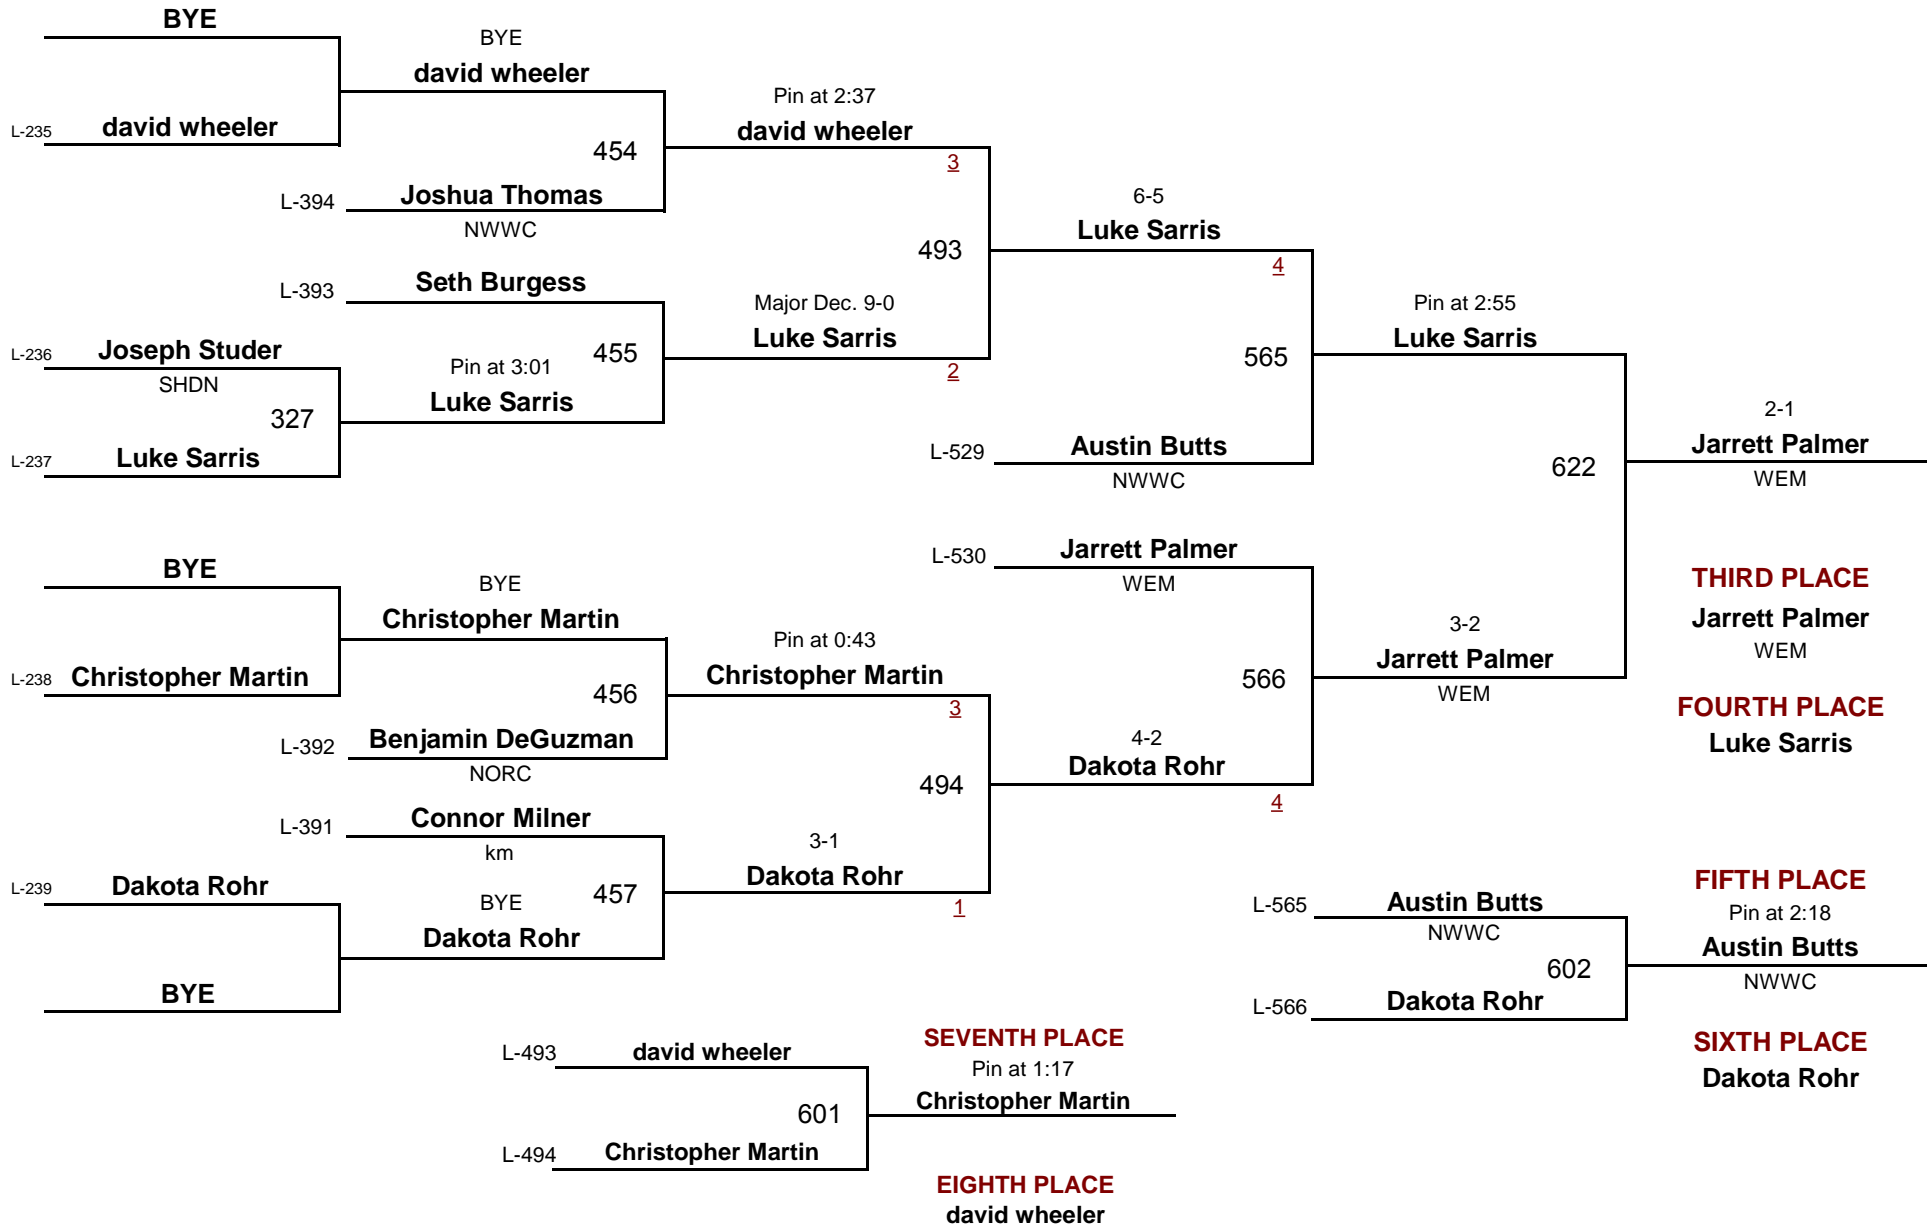 BYE
BYE
david wheeler
Pin at 2:37
L-235 david wheeler
david wheeler
454
3
L-394 Joshua Thomas
6-5
NWWC
Luke Sarris
493
4
L-393 Seth Burgess
Major Dec. 9-0
Pin at 2:55
L-236 Joseph Studer
455
Luke Sarris
Luke Sarris
SHDN
Pin at 3:01
2
565
327
Luke Sarris
2-1
L-237 Luke Sarris
L-529 Austin Butts
622
Jarrett Palmer
NWWC
WEM
L-530 Jarrett Palmer
BYE
BYE
WEM
THIRD PLACE
Christopher Martin
Jarrett Palmer
Pin at 0:43
3-2
WEM
L-238 Christopher Martin
Christopher Martin
566
Jarrett Palmer
456
3
WEM
FOURTH PLACE
L-392 Benjamin DeGuzman
4-2
Luke Sarris
NORC
Dakota Rohr
494
4
L-391 Connor Milner
3-1
km
Dakota Rohr
L-239 Dakota Rohr
457
1
FIFTH PLACE
BYE
L-565 Austin Butts
Pin at 2:18
Dakota Rohr
NWWC
Austin Butts
602
NWWC
BYE
L-566 Dakota Rohr
SEVENTH PLACE
SIXTH PLACE
L-493 david wheeler
Pin at 1:17
Dakota Rohr
601
Christopher Martin
L-494 Christopher Martin
EIGHTH PLACE
david wheeler